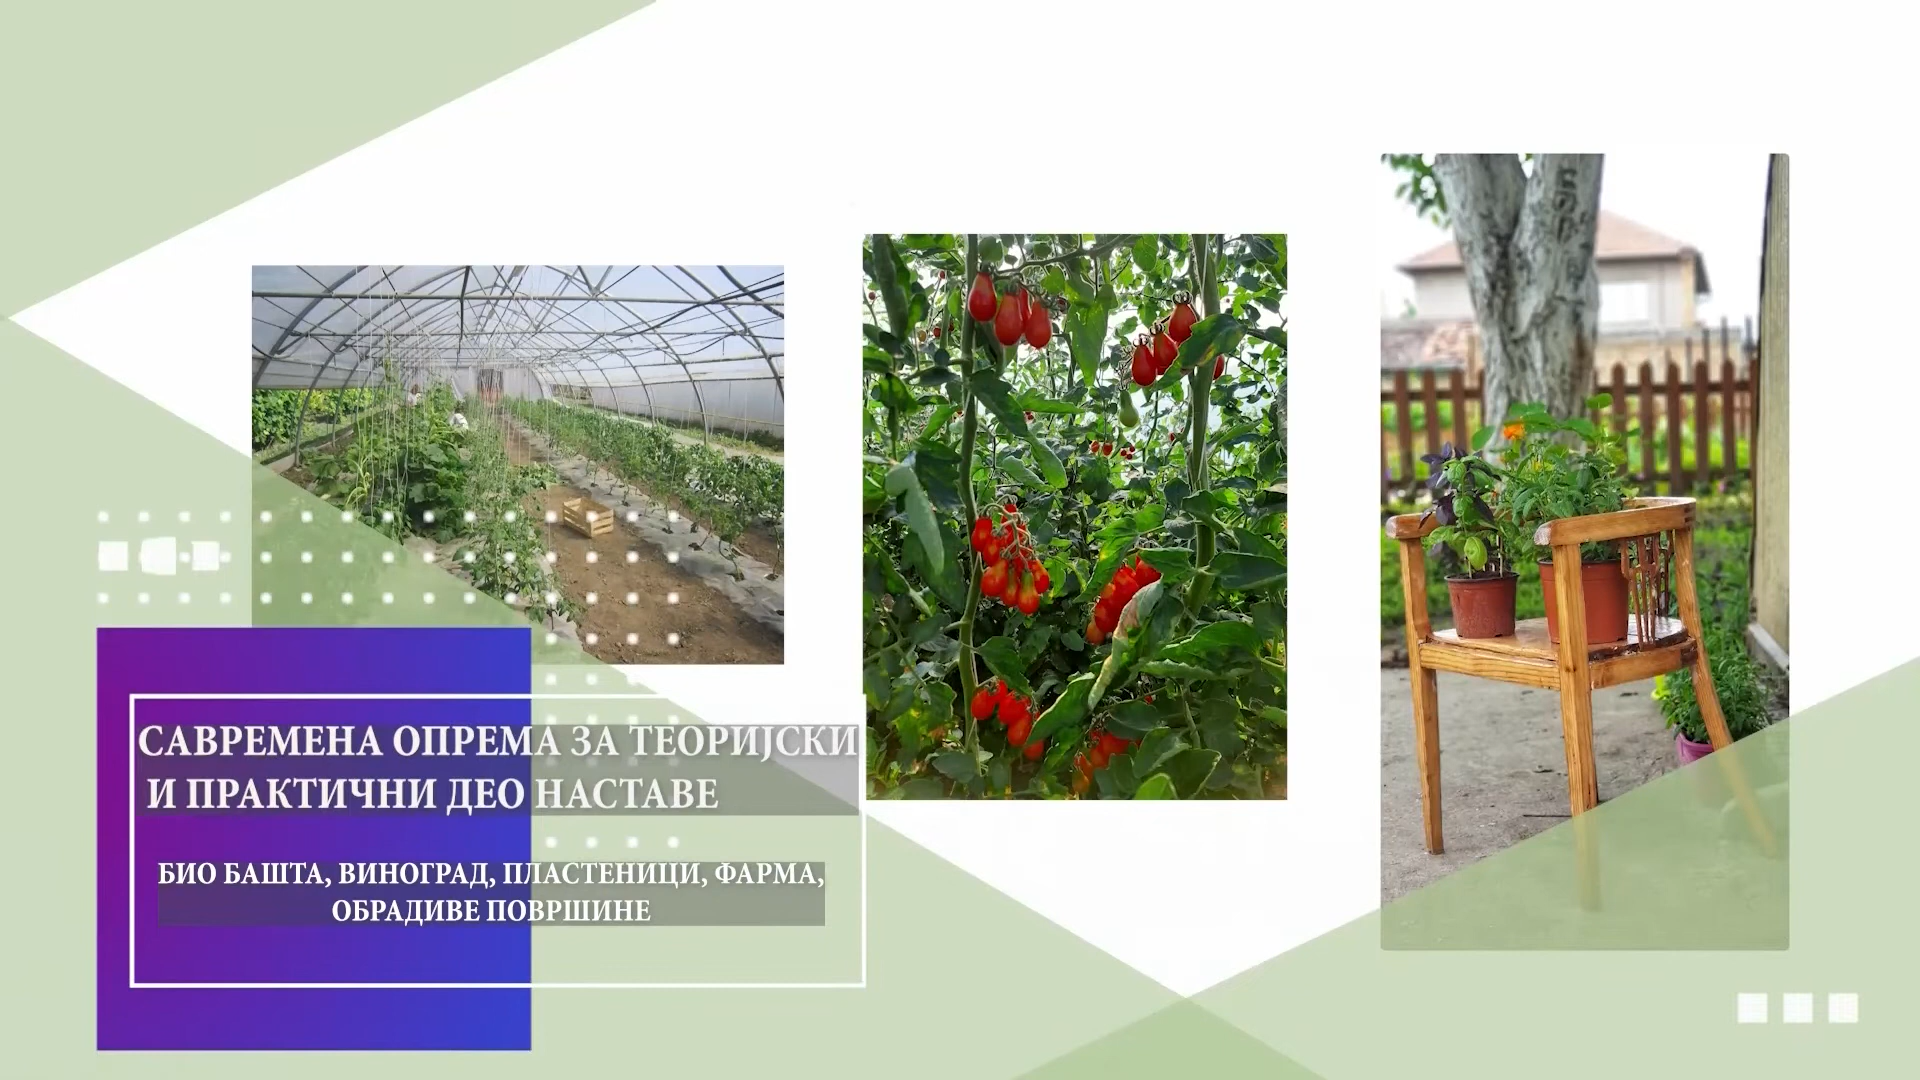 САВРЕМЕНА ОПРЕМА ЗА ТЕОРИЈСКИ
И ПРАКТИЧНИ ДЕО НАСТАВЕ
БИО БАШТА, ВИНОГРАД, ПЛАСТЕНИЦИ, ФАРМА,
ОБРАДИВЕ ПОВРШИНЕ